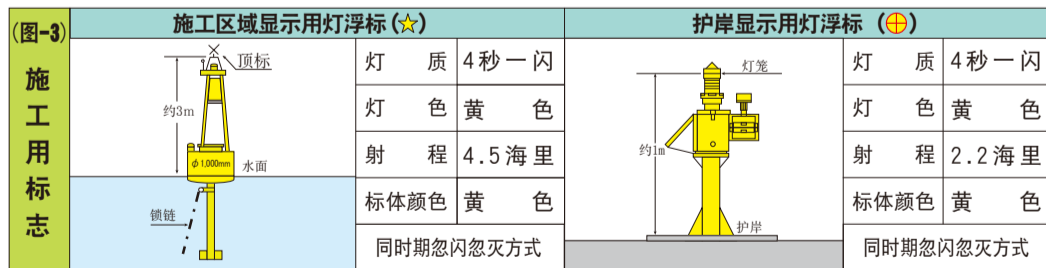 (图-3)
施工用标志
施工区域显示用灯浮标(☆)
顶标
约3m
φ 1,000mm
水面
锁链
灯 质 4秒一闪
灯 色 黄 色
射 程 4.5海里
标体颜色 黄 色
同时期忽闪忽灭方式
护岸显示用灯浮标 (⊕)
灯笼
约1m
护岸
灯 质 4秒一闪
灯 色 黄 色
射 程 2.2海里
标体颜色 黄 色
同时期忽闪忽灭方式